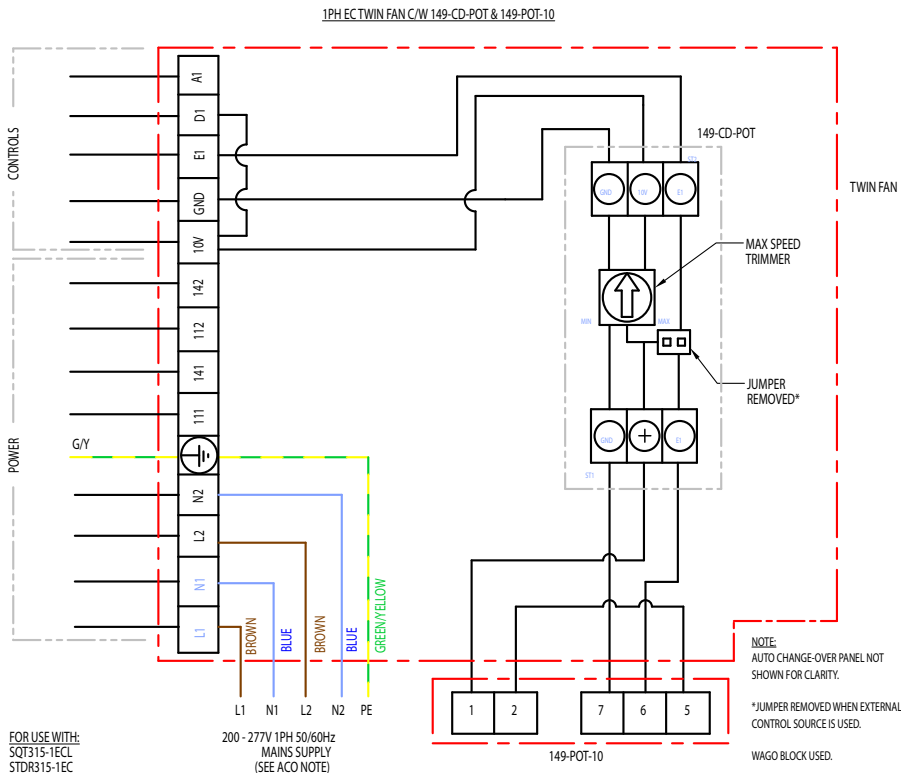 1PH EC TWIN FAN C/W 149-CD-POT & 149-POT-10
CONTROLS
A1
D1
E1
GND
10V
POWER
142
112
141
111
G/Y
N2
L2
N1
L1
BROWN
BLUE
BROWN
BLUE
GREEN/YELLOW
L1
N1
L2
N2
PE
200 - 277V 1PH 50/60Hz
MAINS SUPPLY
(SEE ACO NOTE)
FOR USE WITH:
SQT315-1ECL
STDR315-1EC
149-CD-POT
ST1
GND
10V
E1
TWIN FAN
MAX SPEED
TRIMMER
MIN
MAX
JUMPER
REMOVED*
GND
+
E1
ST1
1
2
7
6
5
149-POT-10
NOTE:
AUTO CHANGE-OVER PANEL NOT
SHOWN FOR CLARITY.
*JUMPER REMOVED WHEN EXTERNAL
CONTROL SOURCE IS USED.
WAGO BLOCK USED.